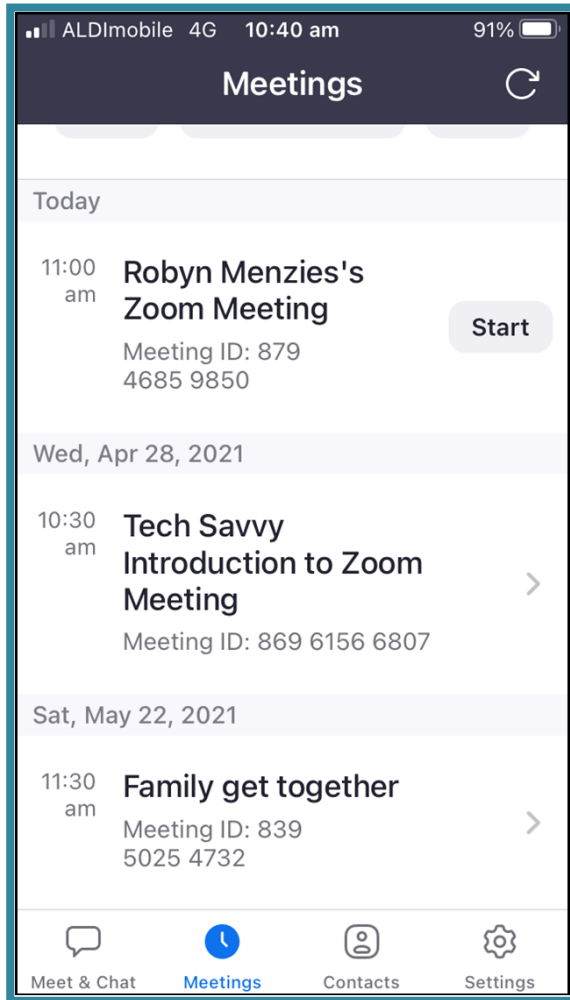 ALDImobile 4G 10:40 am 91%
Meetings
Today
11:00 am
Robyn Menzies's
Zoom Meeting
Meeting ID: 879
4685 9850
Start
Wed, Apr 28, 2021
10:30 am
Tech Savvy
Introduction to Zoom
Meeting
Meeting ID: 869 6156 6807
Sat, May 22, 2021
11:30 am
Family get together
Meeting ID: 839
5025 4732
Meet & Chat Meetings Contacts Settings